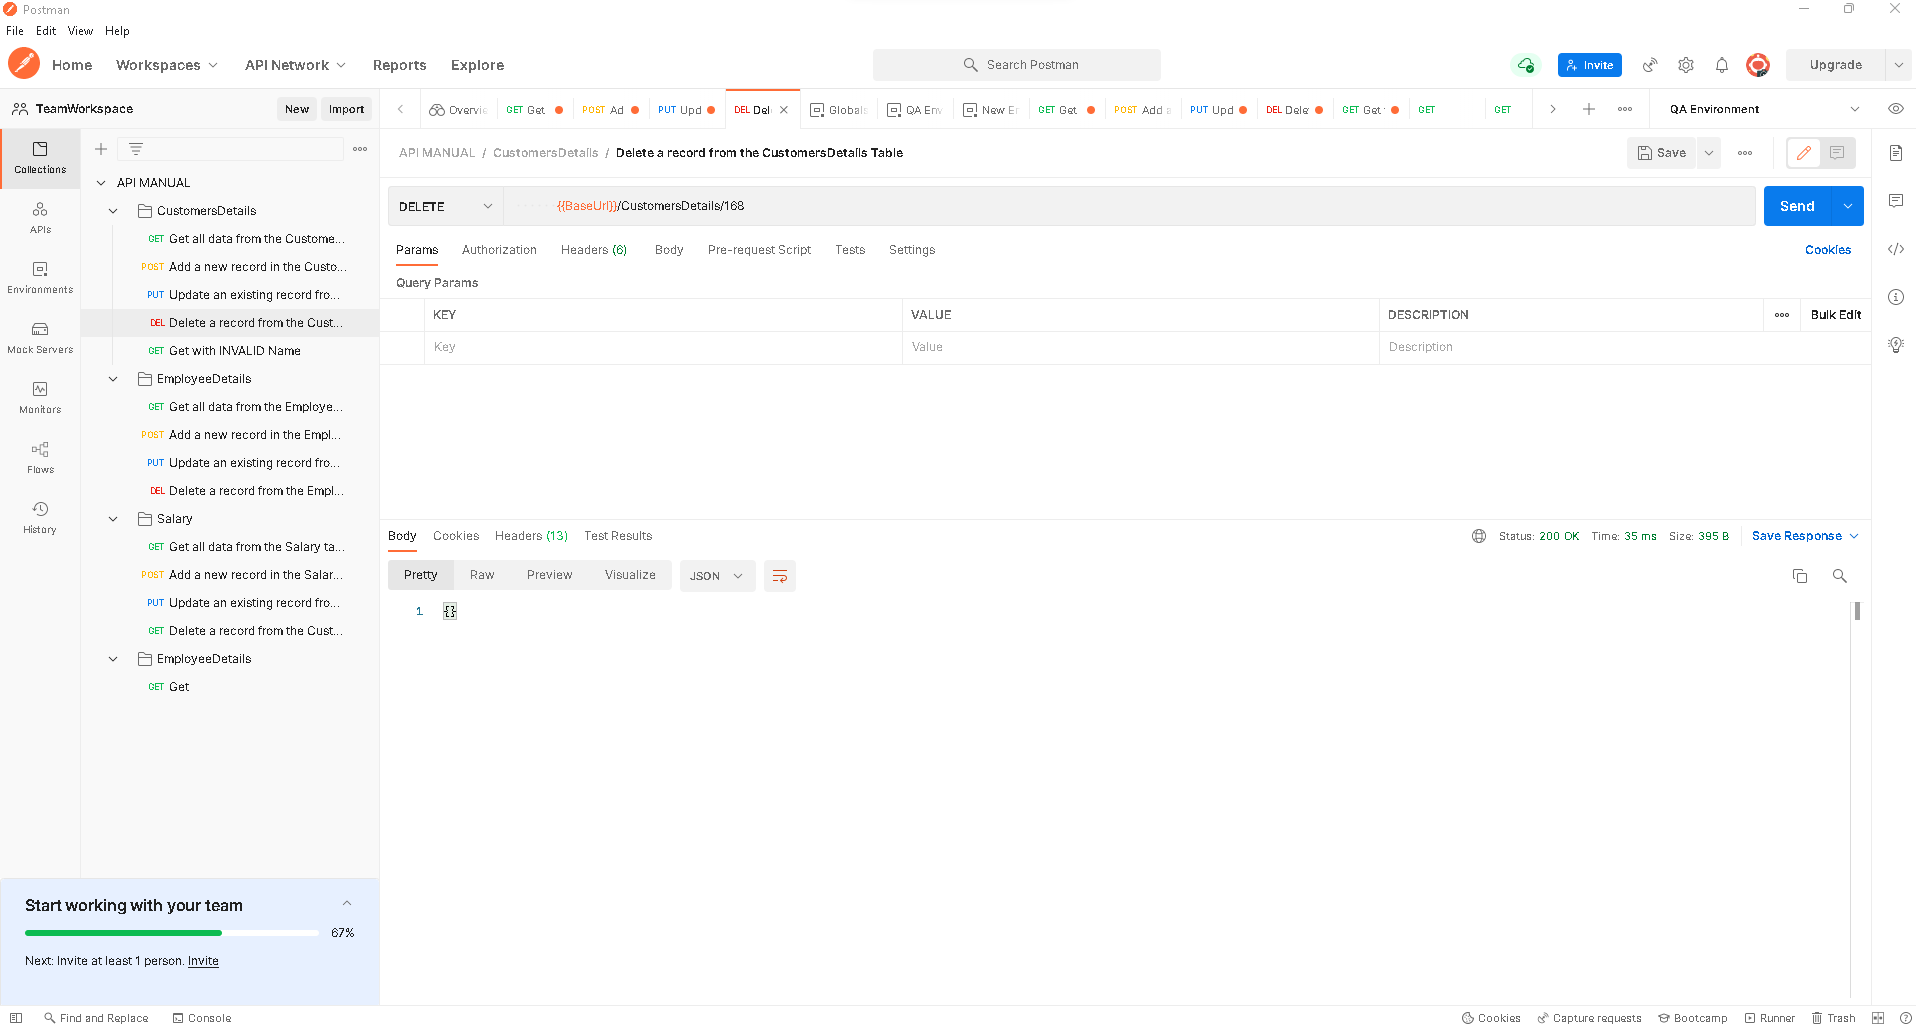 Postman
File Edit View Help
Home Workspaces API Network Reports Explore Search Postman Invite Upgrade
TeamWorkspace New Import Overvie GET Get POST Ad PUT Upd DEL Del Globals QA Env New En GET Get POST Add a PUT Upd DEL Dele GET Get GET GET QA Environment
API MANUAL / CustomersDetails / Delete a record from the CustomersDetails Table Save
DELETE {{BaseUrl}}/CustomersDetails/168 Send
Params Authorization Headers (6) Body Pre-request Script Tests Settings Cookies
Query Params
KEY VALUE DESCRIPTION Bulk Edit
Key Value Description
Collections
APIs
Environments
Mock Servers
Monitors
Flows
History
API MANUAL
CustomersDetails
GET Get all data from the Custome...
POST Add a new record in the Custo...
PUT Update an existing record fro...
DEL Delete a record from the Cust...
GET Get with INVALID Name
EmployeeDetails
GET Get all data from the Employe...
POST Add a new record in the Empl...
PUT Update an existing record fro...
DEL Delete a record from the Empl...
Salary
GET Get all data from the Salary ta...
POST Add a new record in the Salar...
PUT Update an existing record fro...
GET Delete a record from the Cust...
EmployeeDetails
GET Get
Body Cookies Headers (13) Test Results Status: 200 OK Time: 35 ms Size: 395 B Save Response
Pretty Raw Preview Visualize JSON
1 {}
Start working with your team
67%
Next: Invite at least 1 person. Invite
Find and Replace Console Cookies Capture requests Bootcamp Runner Trash